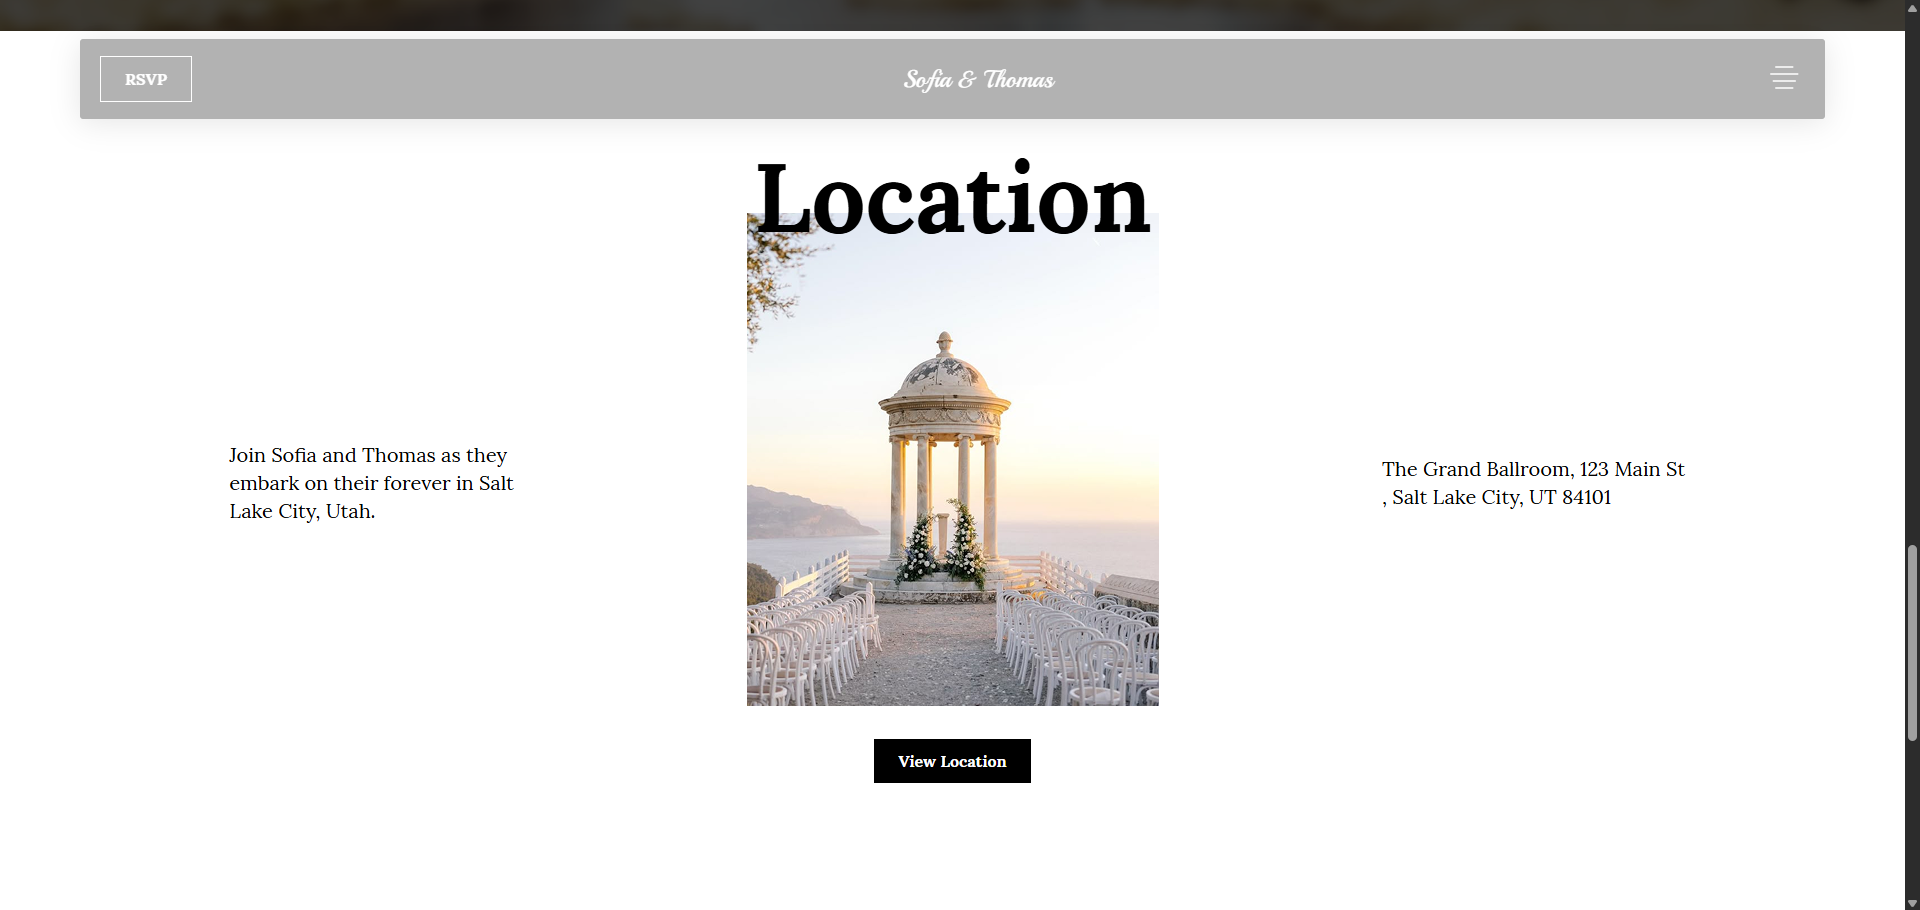 RSVP
Sofia & Thomas
Location
Join Sofia and Thomas as they
embark on their forever in Salt
Lake City, Utah.
The Grand Ballroom, 123 Main St
, Salt Lake City, UT 84101
View Location